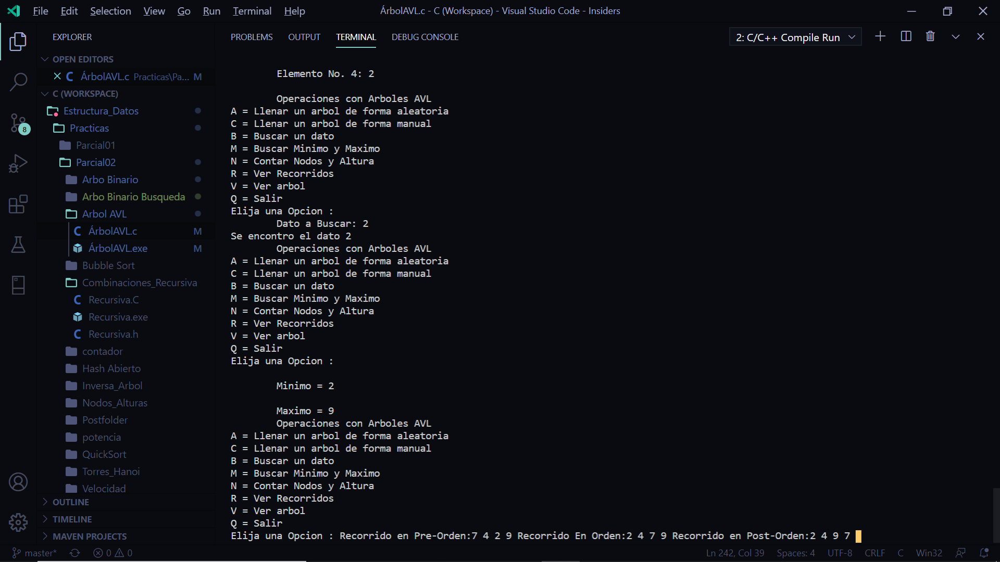 File Edit Selection View Go Run Terminal Help
ÁrbolAVL.c - C (Workspace) - Visual Studio Code - Insiders
EXPLORER
OPEN EDITORS
ÁrbolAVL.c Practicas\Pa... M
C (WORKSPACE)
Estructura_Datos
Practicas
Parcial01
Parcial02
Arbo Binario
Arbo Binario Busqueda
Arbol AVL
ÁrbolAVL.c M
ÁrbolAVL.exe M
Bubble Sort
Combinaciones_Recursiva
Recursiva.C
Recursiva.exe
Recursiva.h
contador
Hash Abierto
Inversa_Arbol
Nodos_Alturas
Postfolder
potencia
QuickSort
Torres_Hanoi
Velocidad
OUTLINE
TIMELINE
MAVEN PROJECTS
8
PROBLEMS OUTPUT TERMINAL DEBUG CONSOLE
2: C/C++ Compile Run
Elemento No. 4: 2
Operaciones con Arboles AVL
A = Llenar un arbol de forma aleatoria
C = Llenar un arbol de forma manual
B = Buscar un dato
M = Buscar Minimo y Maximo
N = Contar Nodos y Altura
R = Ver Recorridos
V = Ver arbol
Q = Salir
Elija una Opcion :
Dato a Buscar: 2
Se encontro el dato 2
Operaciones con Arboles AVL
A = Llenar un arbol de forma aleatoria
C = Llenar un arbol de forma manual
B = Buscar un dato
M = Buscar Minimo y Maximo
N = Contar Nodos y Altura
R = Ver Recorridos
V = Ver arbol
Q = Salir
Elija una Opcion :
Minimo = 2
Maximo = 9
Operaciones con Arboles AVL
A = Llenar un arbol de forma aleatoria
C = Llenar un arbol de forma manual
B = Buscar un dato
M = Buscar Minimo y Maximo
N = Contar Nodos y Altura
R = Ver Recorridos
V = Ver arbol
Q = Salir
Elija una Opcion : Recorrido en Pre-Orden:7 4 2 9 Recorrido En Orden:2 4 7 9 Recorrido en Post-Orden:2 4 9 7
master* 0 0
Ln 242, Col 39 Spaces: 4 UTF-8 CRLF C Win32